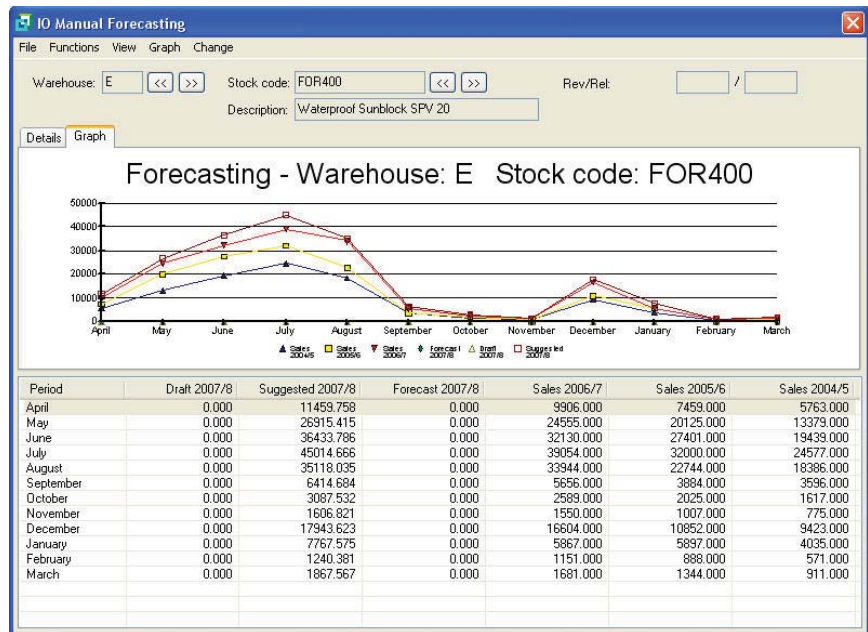 IO Manual Forecasting
File Functions View Graph Change
Warehouse: E << >> Stock code: FOR400 << >> Rev/Rel: /
Description: Waterproof Sunblock SPV 20
Details Graph
Forecasting - Warehouse: E Stock code: FOR400
50000
40000
30000
20000
10000
0
April May June July August September October November December January February March
Sales 2004/5 Sales 2005/6 Sales 2006/7 Forecast 2007/8 Draft 2007/8 Suggested 2007/8
Period Draft 2007/8 Suggested 2007/8 Forecast 2007/8 Sales 2006/7 Sales 2005/6 Sales 2004/5
April 0.000 11459.758 0.000 9906.000 7459.000 5763.000
May 0.000 26915.415 0.000 24555.000 20125.000 13379.000
June 0.000 36433.786 0.000 32130.000 27401.000 19439.000
July 0.000 45014.666 0.000 39054.000 32000.000 24577.000
August 0.000 35118.035 0.000 33944.000 22744.000 18386.000
September 0.000 6414.684 0.000 5656.000 3884.000 3596.000
October 0.000 3087.532 0.000 2589.000 2025.000 1617.000
November 0.000 1606.821 0.000 1550.000 1007.000 775.000
December 0.000 17943.623 0.000 16604.000 10852.000 9423.000
January 0.000 7767.575 0.000 5867.000 5897.000 4035.000
February 0.000 1240.381 0.000 1151.000 888.000 571.000
March 0.000 1867.567 0.000 1681.000 1344.000 911.000